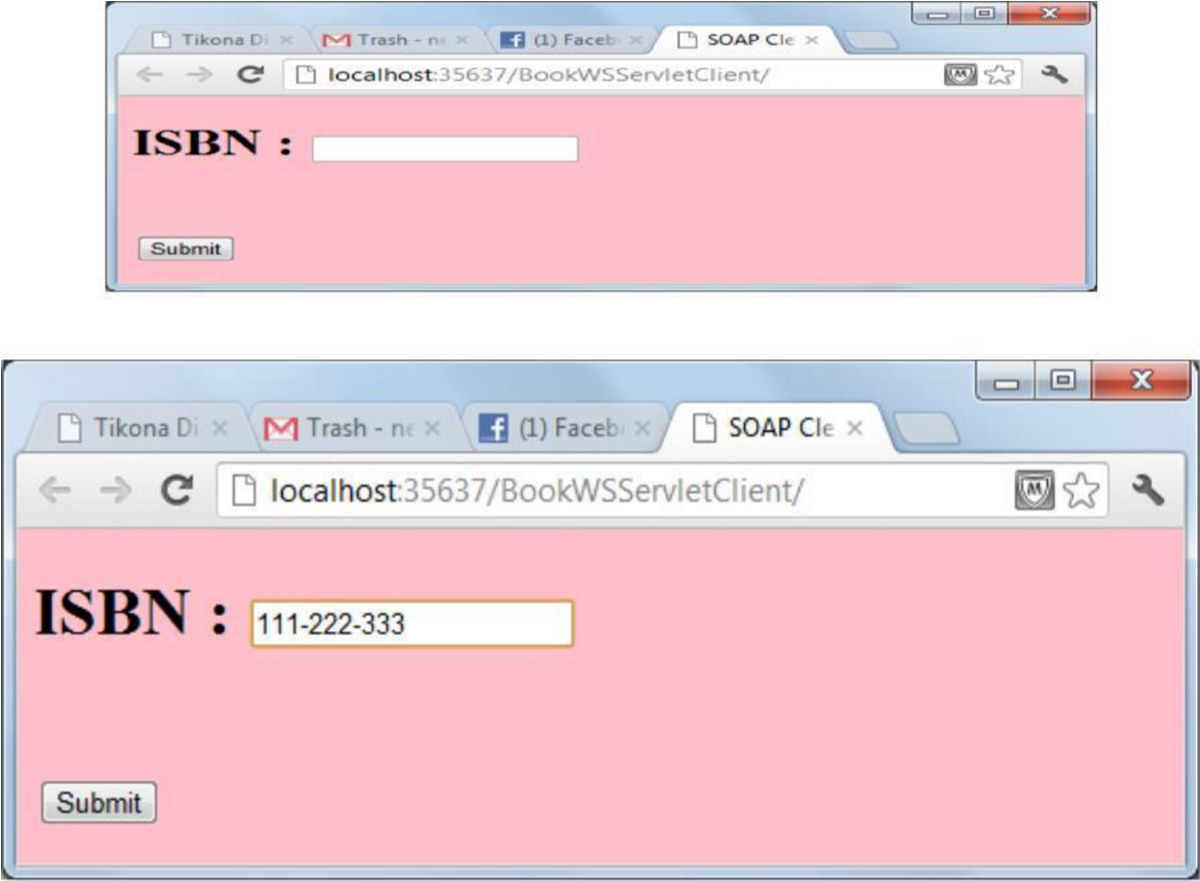 Tikona Di Trash - ne (1) Faceb SOAP Cle
localhost:35637/BookWSServletClient/
ISBN :
Submit
Tikona Di Trash - ne (1) Faceb SOAP Cle
localhost:35637/BookWSServletClient/
ISBN : 111-222-333
Submit